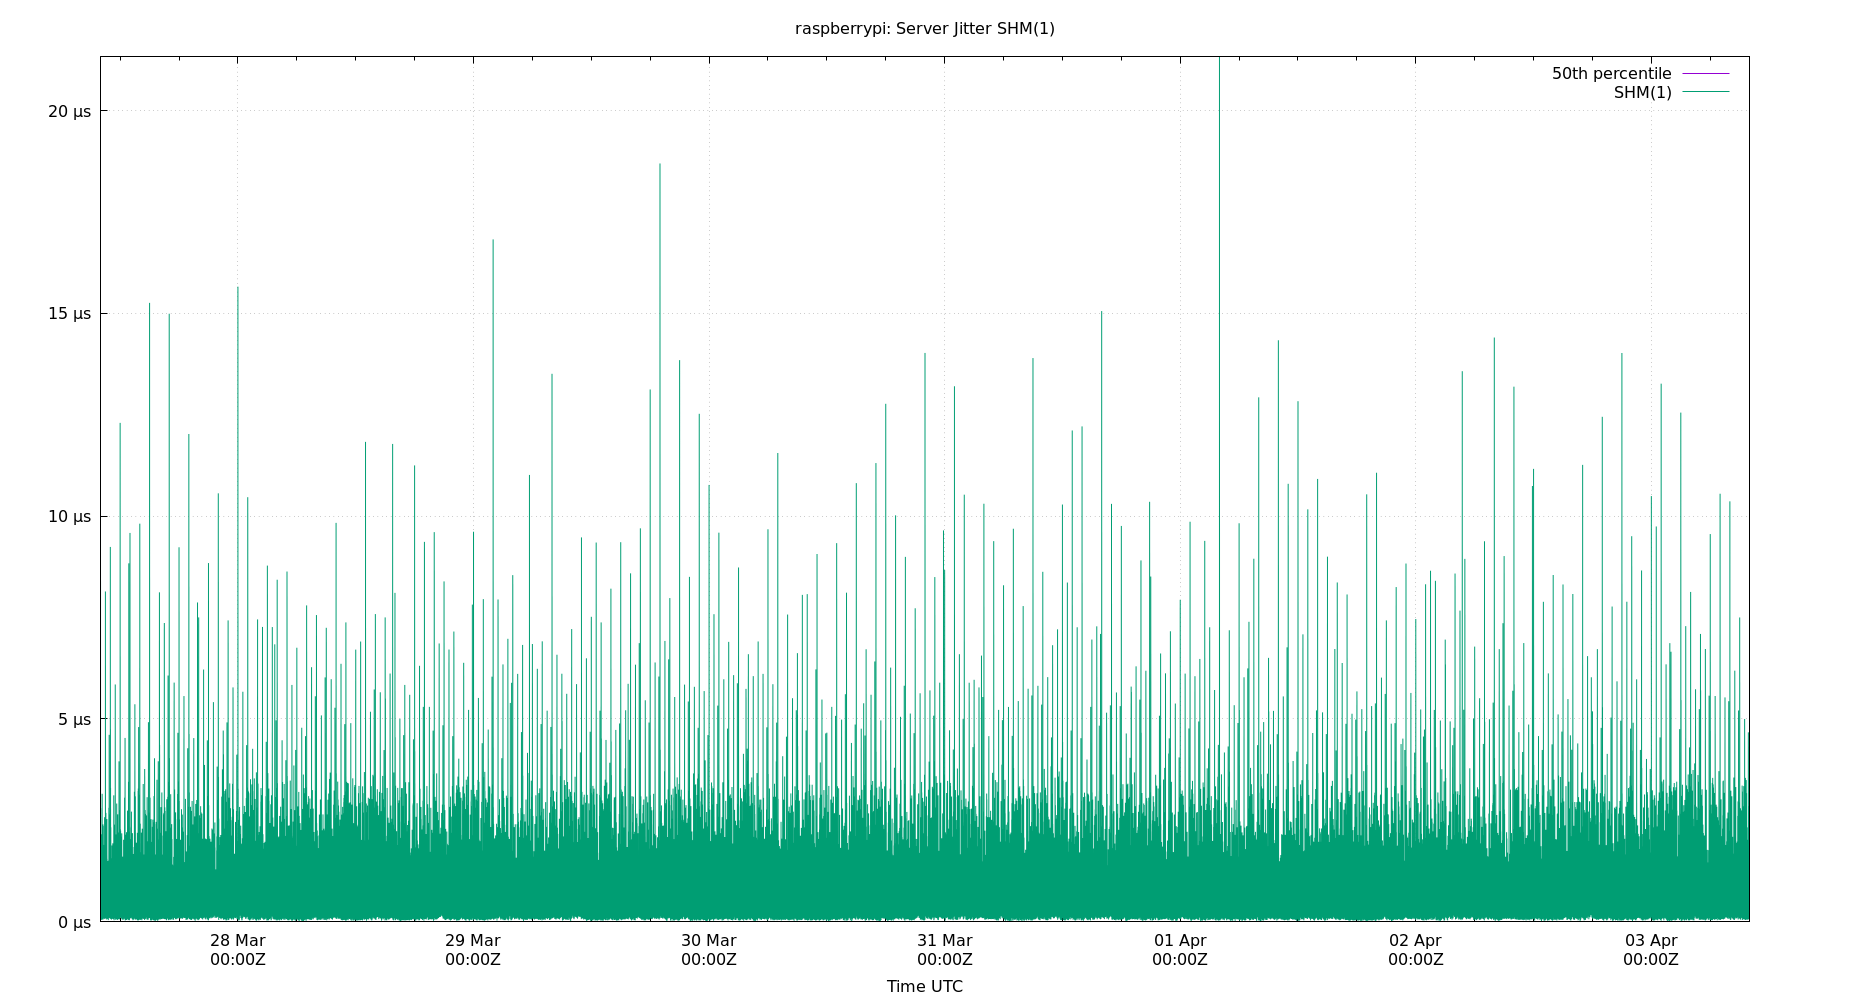 raspberrypi: Server Jitter SHM(1)
50th percentile
SHM(1)
20 µs
15 µs
10 µs
5 µs
0 µs
28 Mar 29 Mar 30 Mar 31 Mar 01 Apr 02 Apr 03 Apr
00:00Z 00:00Z 00:00Z 00:00Z 00:00Z 00:00Z 00:00Z
Time UTC